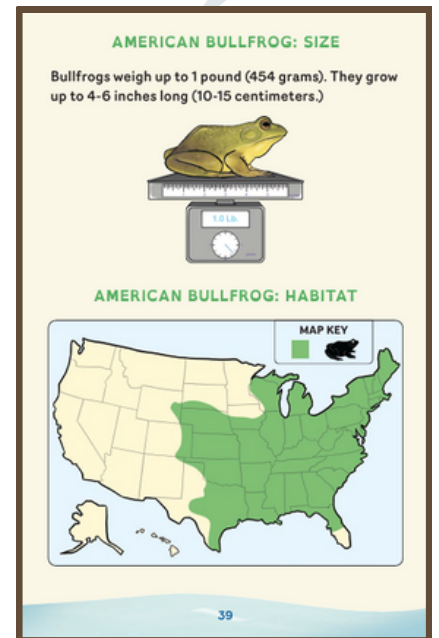 AMERICAN BULLFROG: SIZE
Bullfrogs weigh up to 1 pound (454 grams). They grow
up to 4-6 inches long (10-15 centimeters.)
1.0 Lb.
AMERICAN BULLFROG: HABITAT
MAP KEY
39